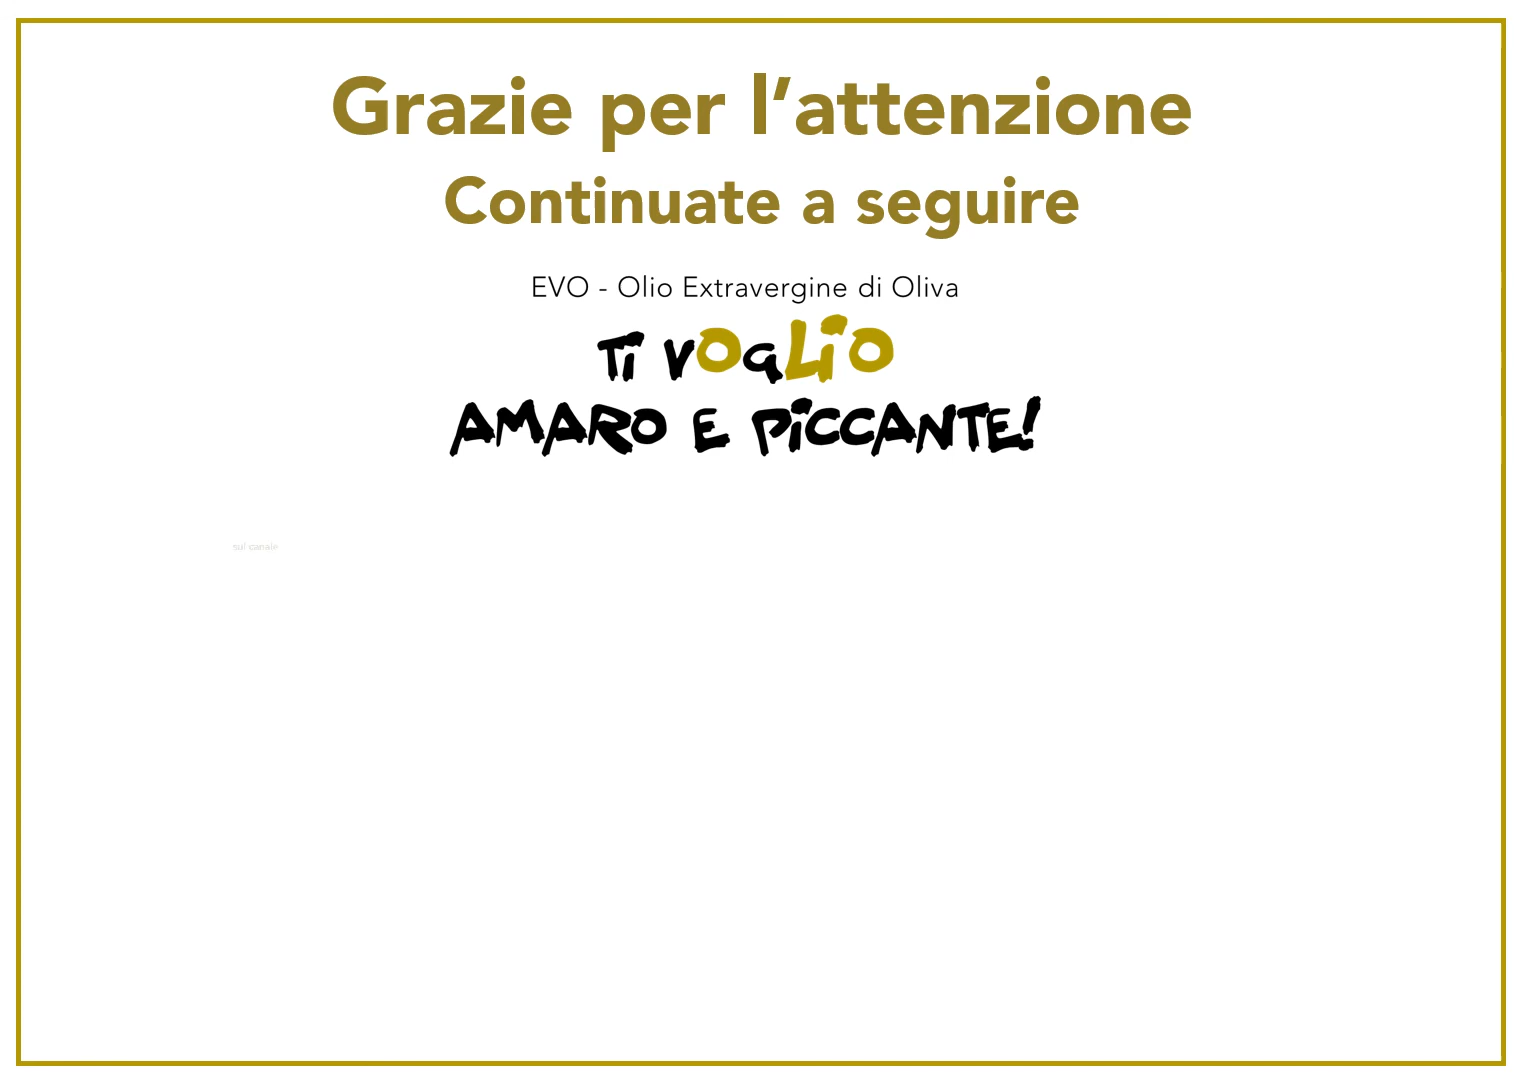 Grazie per l’attenzione
Continuate a seguire
EVO - Olio Extravergine di Oliva
Ti vOgLiO
AMARO E PiCCANTE!
sul canale